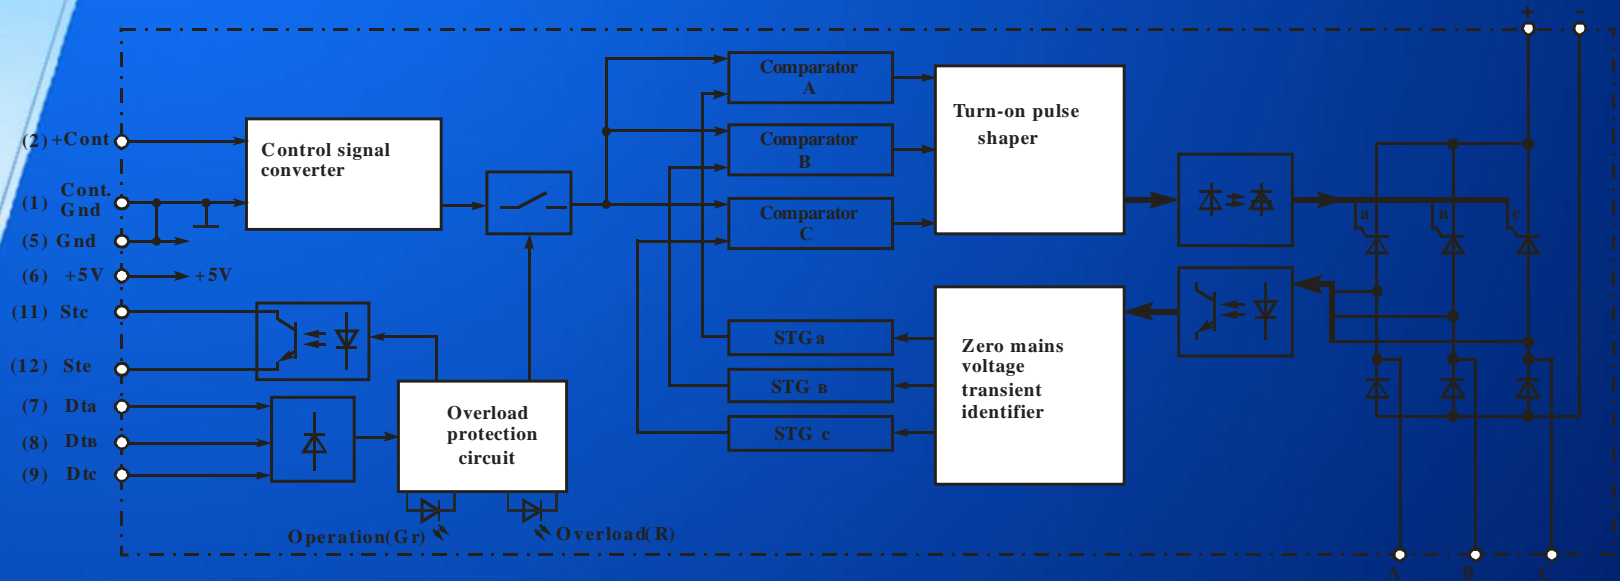 + -
(2) +Cont
(1) Cont.
Gnd
(5) Gnd
(6) +5V
+5V
(11) Stc
(12) Ste
(7) Dta
(8) Dtв
(9) Dtc
Control signal
converter
Overload
protection
circuit
Operation(Gr)
Overload(R)
Comparator
A
Comparator
B
Comparator
C
STGa
STG в
STG c
Turn-on pulse
shaper
Zero mains
voltage
transient
identifier
a в c
A B C